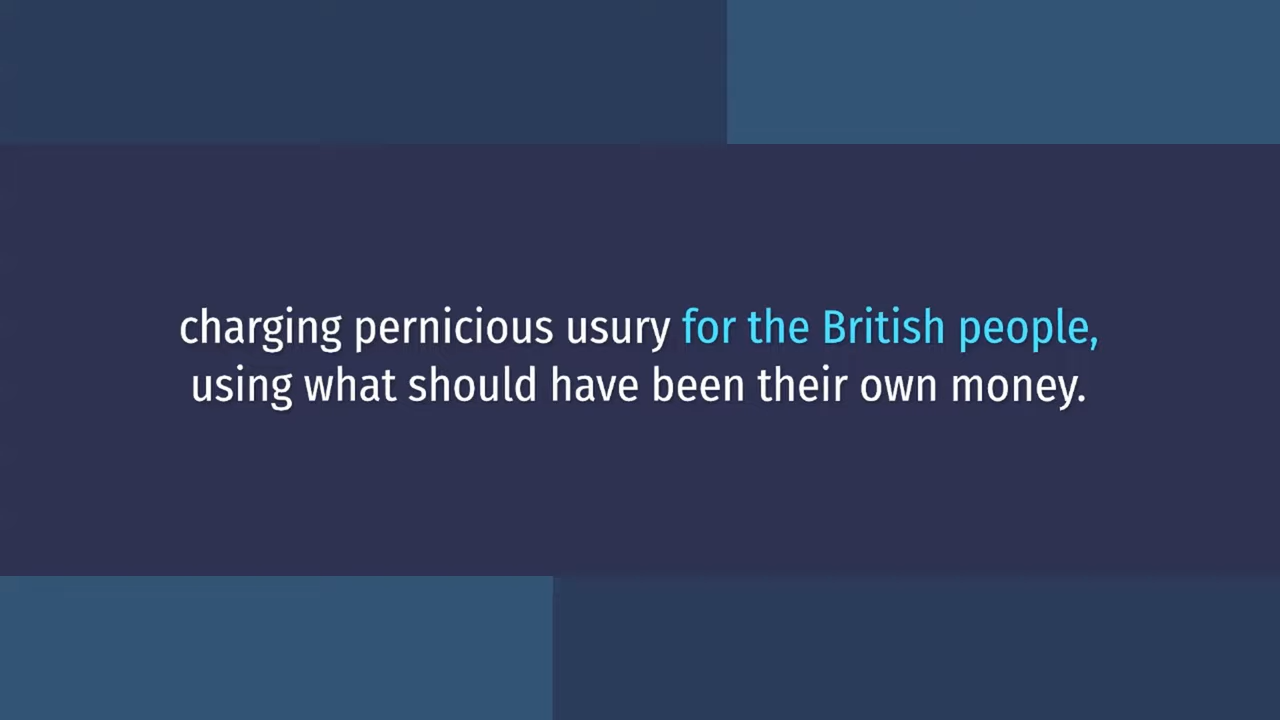 charging pernicious usury for the British people,
using what should have been their own money.